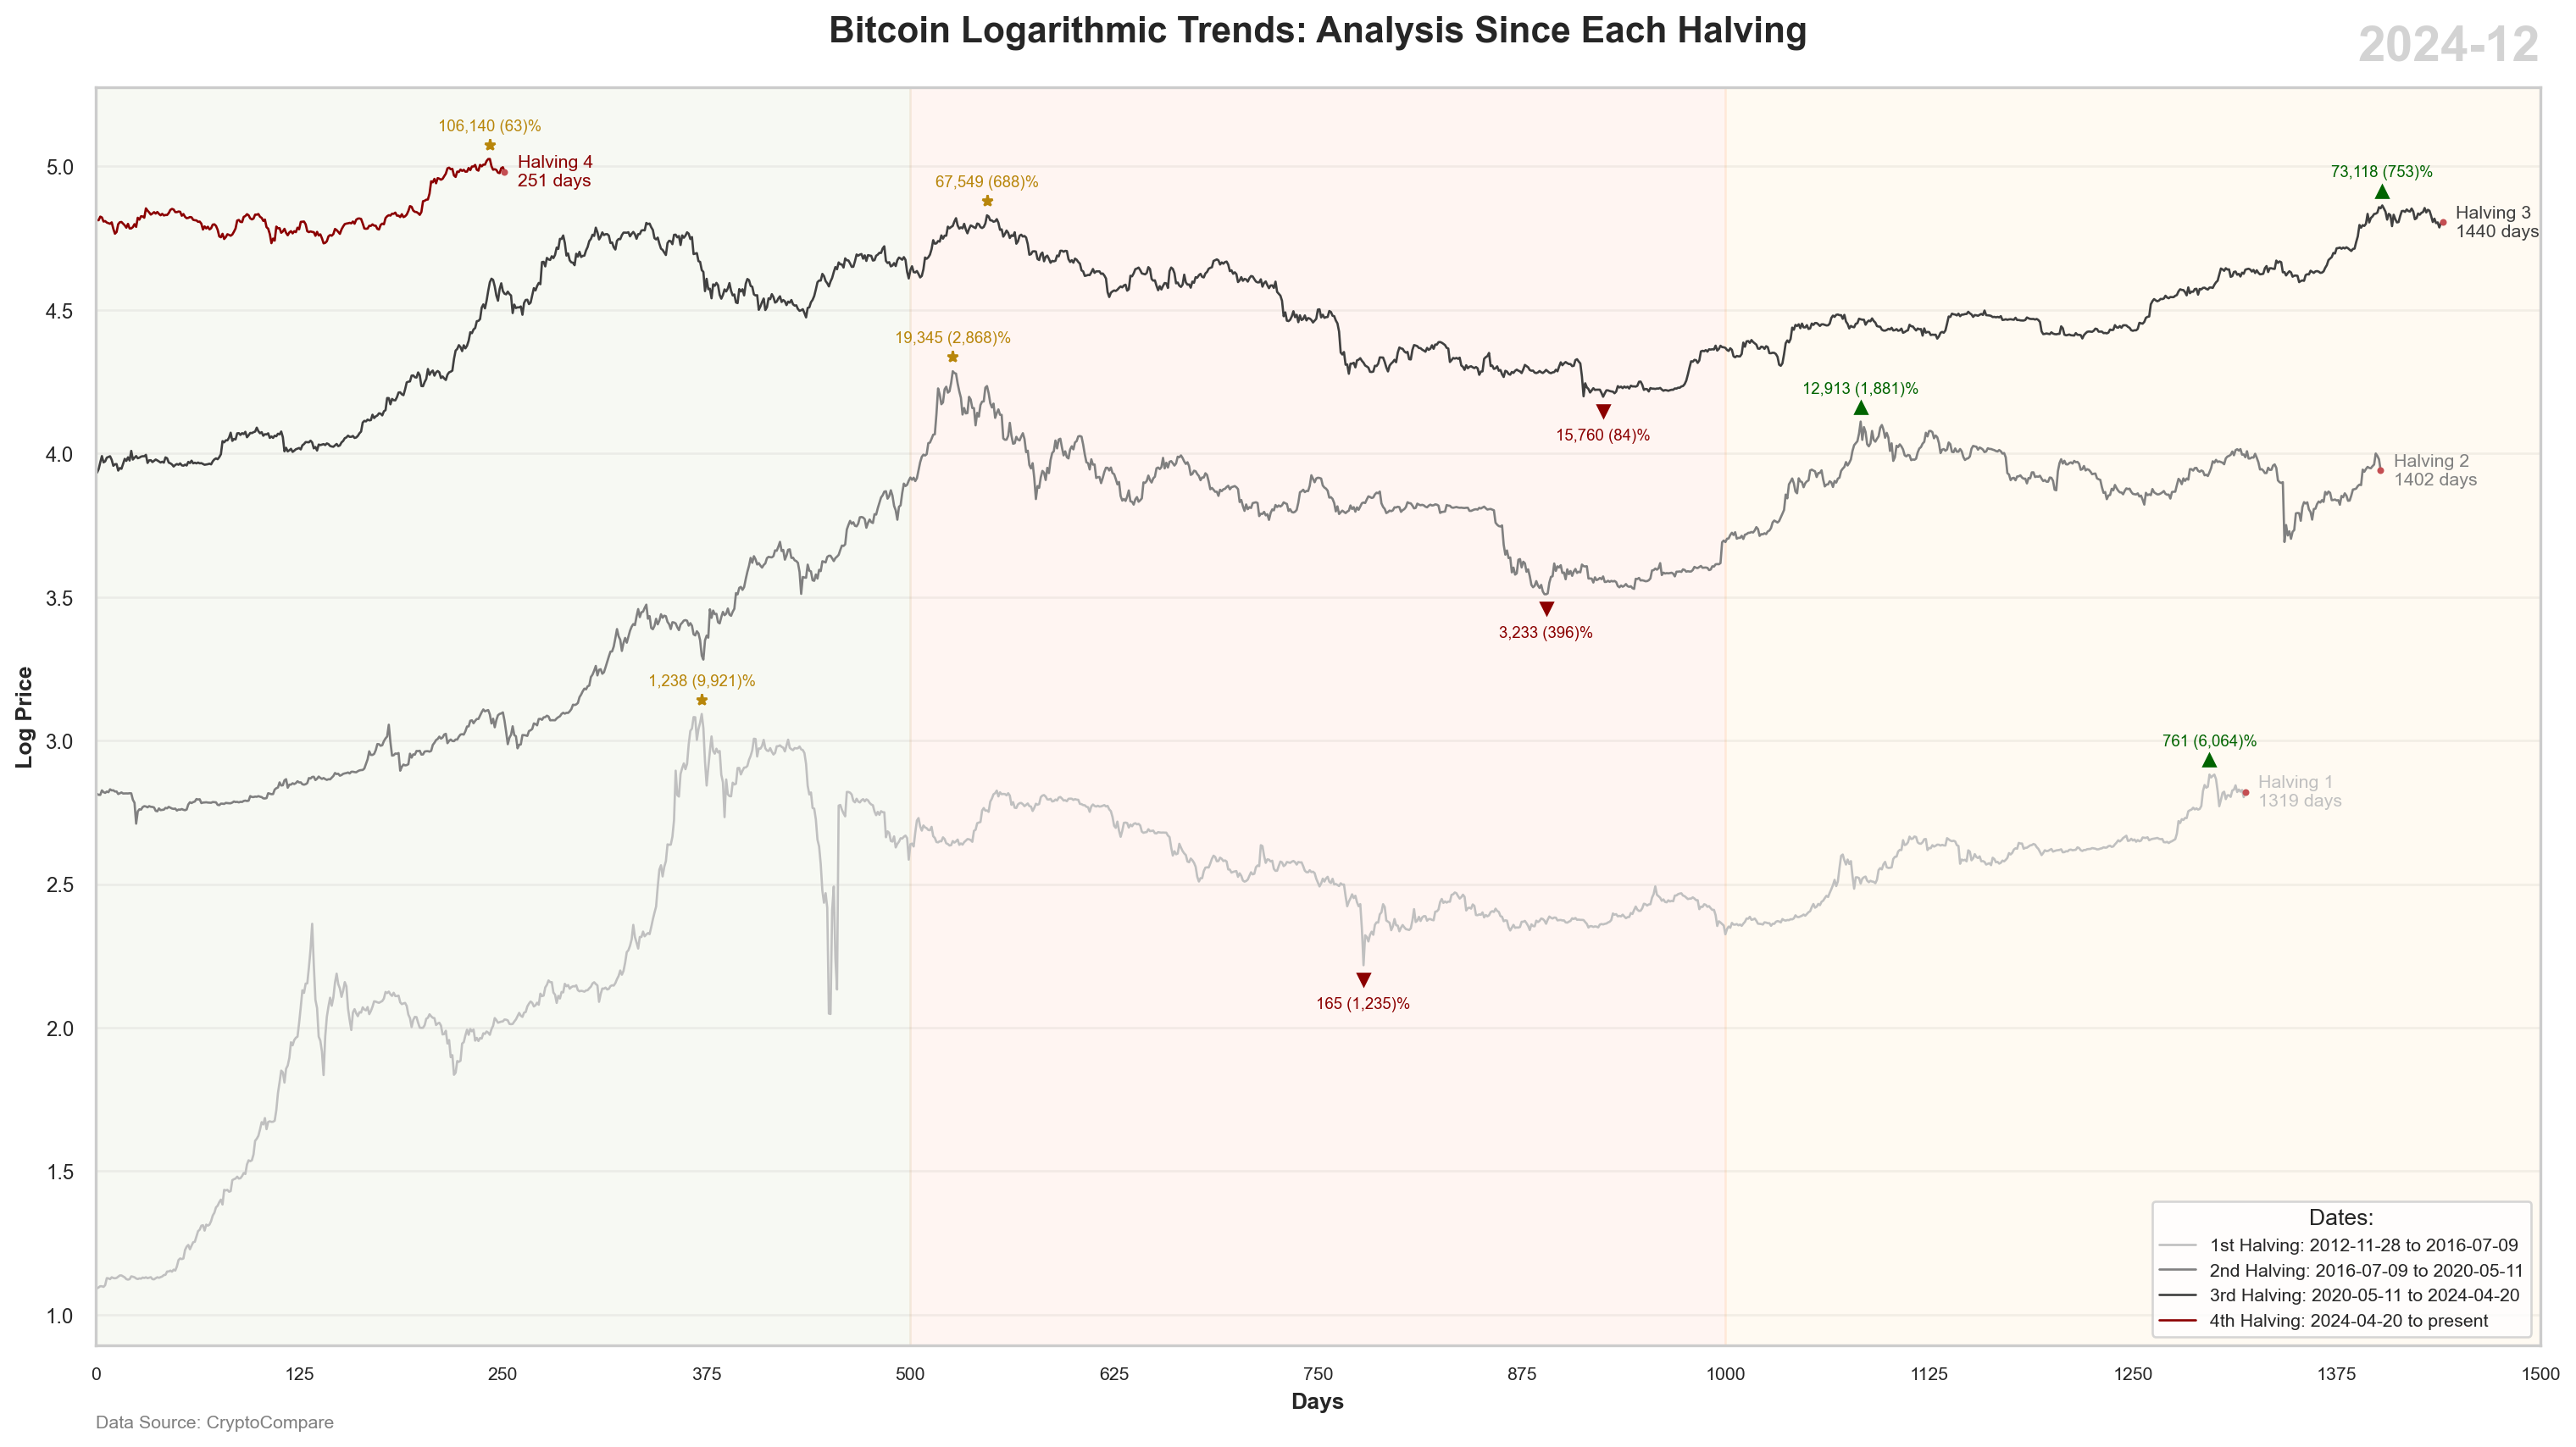 Bitcoin Logarithmic Trends: Analysis Since Each Halving
2024-12
106,140 (63)%
Halving 4
251 days
67,549 (688)%
73,118 (753)%
Halving 3
1440 days
19,345 (2,868)%
12,913 (1,881)%
15,760 (84)%
Halving 2
1402 days
3,233 (396)%
1,238 (9,921)%
761 (6,064)%
Halving 1
1319 days
165 (1,235)%
Log Price
5.0
4.5
4.0
3.5
3.0
2.5
2.0
1.5
1.0
Dates:
1st Halving: 2012-11-28 to 2016-07-09
2nd Halving: 2016-07-09 to 2020-05-11
3rd Halving: 2020-05-11 to 2024-04-20
4th Halving: 2024-04-20 to present
0 125 250 375 500 625 750 875 1000 1125 1250 1375 1500
Days
Data Source: CryptoCompare